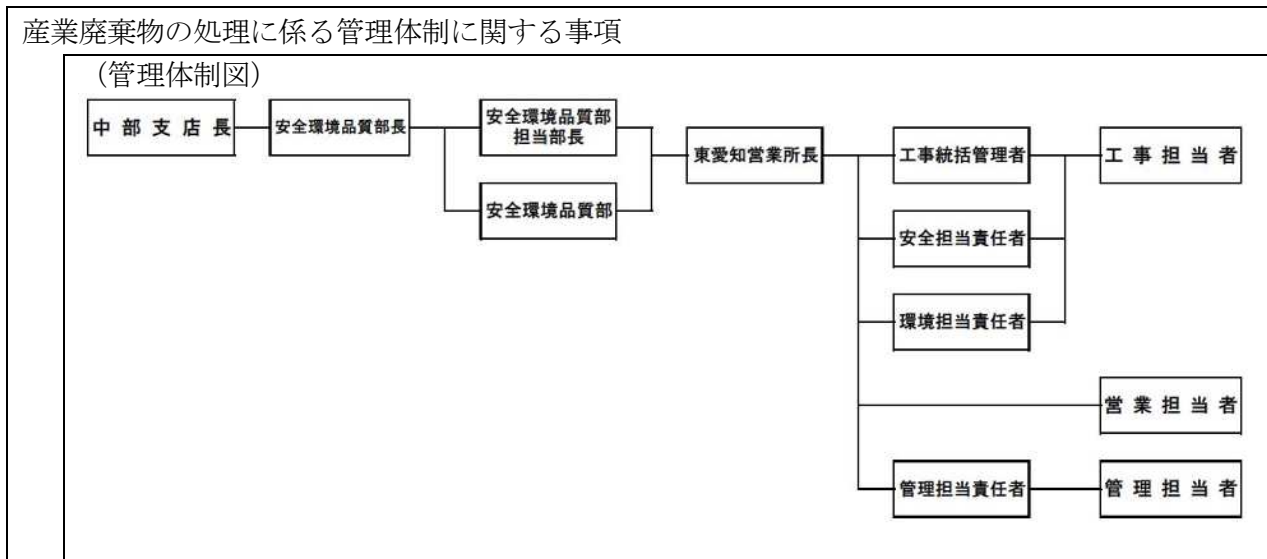 産業廃棄物の処理に係る管理体制に関する事項
（管理体制図）
中部支店長
安全環境品質部長
安全環境品質部
担当部長
安全環境品質部
東愛知営業所長
工事統括管理者
工事担当者
安全担当責任者
環境担当責任者
営業担当者
管理担当責任者
管理担当者